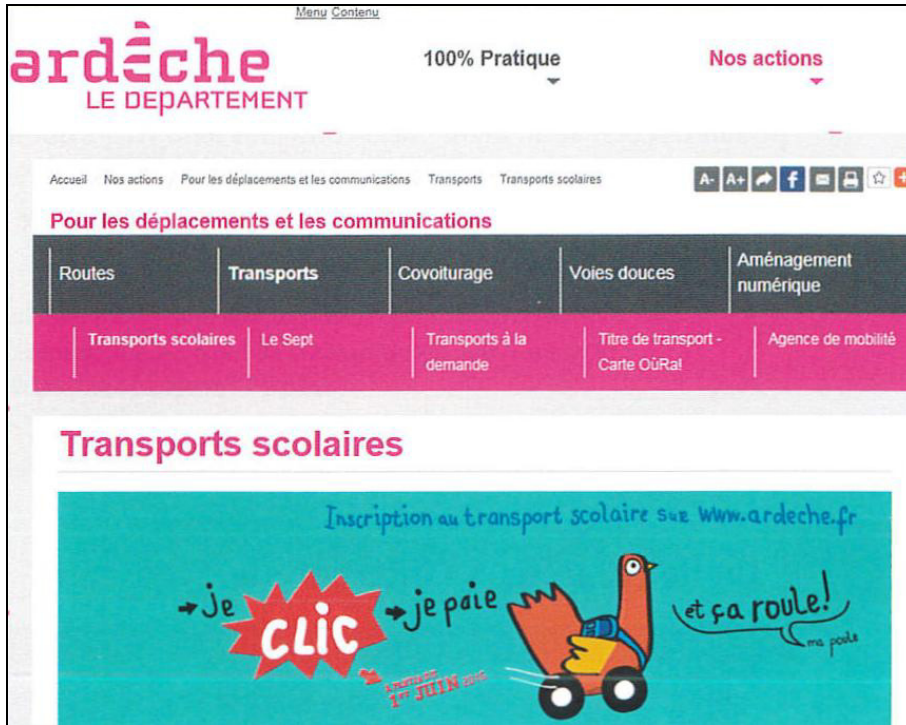 Menu Contenu
ardèche
LE DEPARTEMENT
100% Pratique
Nos actions
Accueil Nos actions Pour les déplacements et les communications Transports Transports scolaires
A- A+ f
Pour les déplacements et les communications
Routes
Transports
Covoiturage
Voies douces
Aménagement
numérique
Transports scolaires
Le Sept
Transports à la
demande
Titre de transport -
Carte OùRa!
Agence de mobilité
Transports scolaires
Inscription au transport scolaire sur www.ardeche.fr
je
CLIC
je paie
et ça roule!
ma poule
A PARTIR DU
1ER JUIN 2016